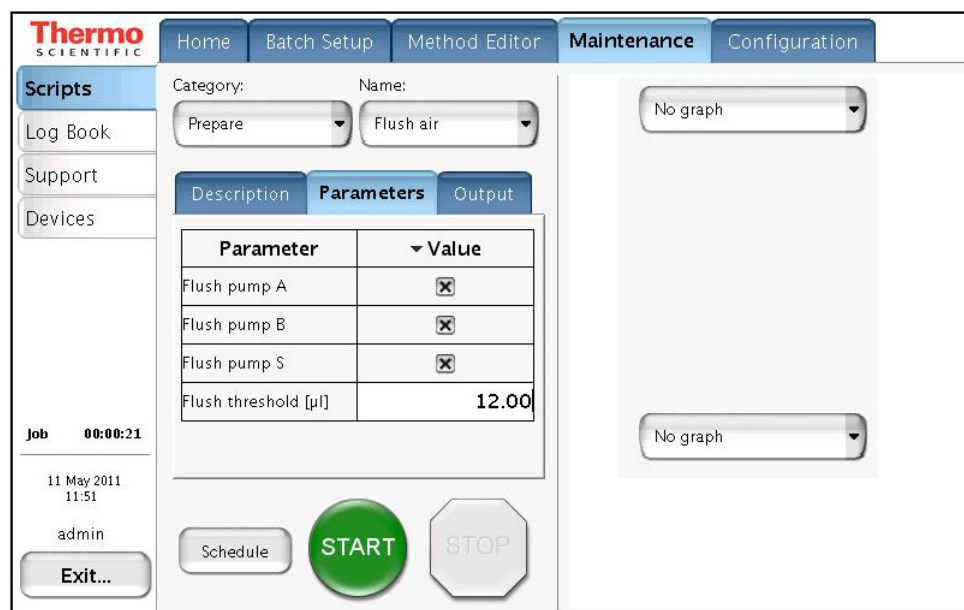 Thermo
SCIENTIFIC
Home
Batch Setup
Method Editor
Maintenance
Configuration
Scripts
Log Book
Support
Devices
Category:
Name:
Prepare
Flush air
Description
Parameters
Output
Parameter
Value
Flush pump A
Flush pump B
Flush pump S
Flush threshold [µl]
12.00
No graph
No graph
Job 00:00:21
11 May 2011
11:51
admin
Exit...
Schedule
START
STOP